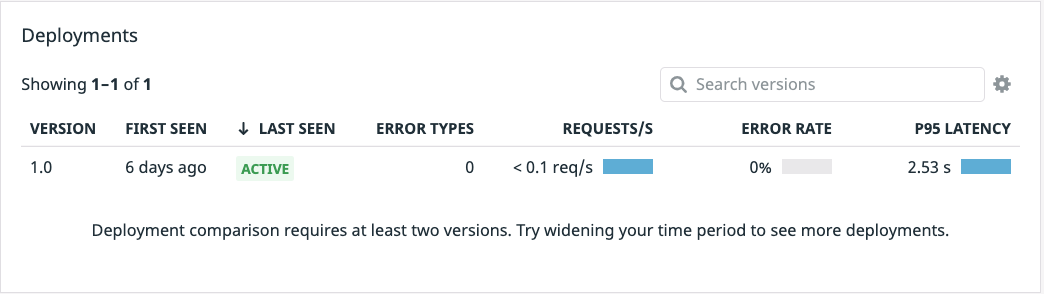 Deployments
Showing 1–1 of 1
Search versions
VERSION FIRST SEEN ↓ LAST SEEN ERROR TYPES REQUESTS/S ERROR RATE P95 LATENCY
1.0 6 days ago ACTIVE 0 < 0.1 req/s 0% 2.53 s
Deployment comparison requires at least two versions. Try widening your time period to see more deployments.